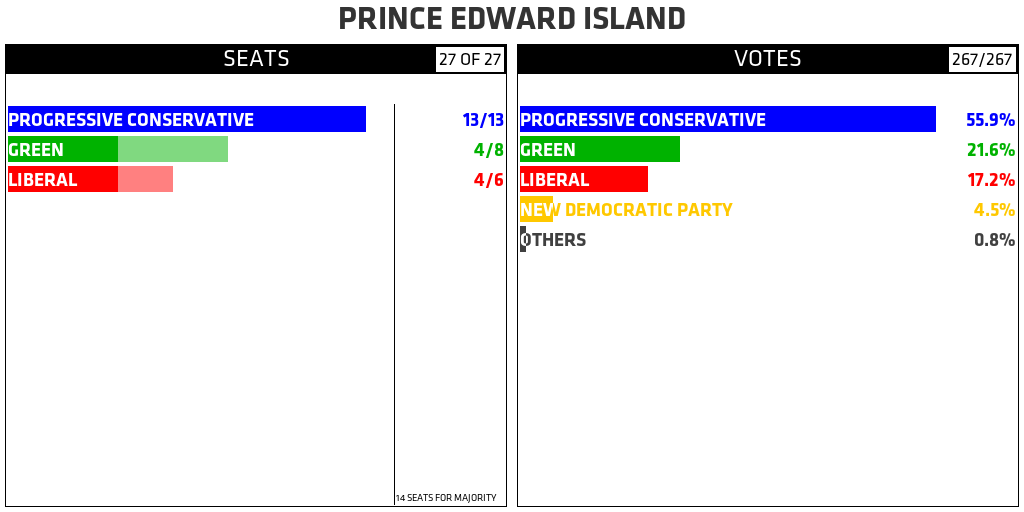 PRINCE EDWARD ISLAND
SEATS 27 OF 27
PROGRESSIVE CONSERVATIVE 13/13
GREEN 4/8
LIBERAL 4/6
14 SEATS FOR MAJORITY
VOTES 267/267
PROGRESSIVE CONSERVATIVE 55.9%
GREEN 21.6%
LIBERAL 17.2%
NEW DEMOCRATIC PARTY 4.5%
OTHERS 0.8%